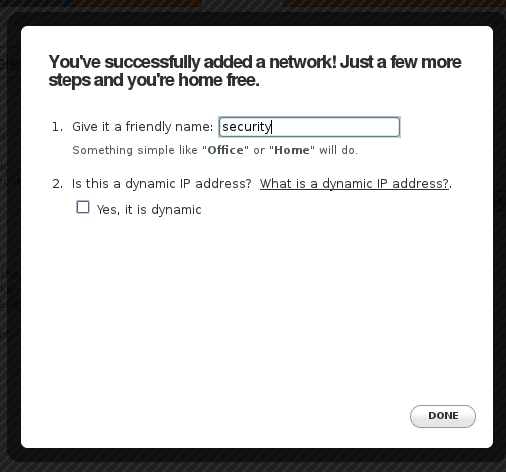 You've successfully added a network! Just a few more
steps and you're home free.
1. Give it a friendly name: security
Something simple like "Office" or "Home" will do.
2. Is this a dynamic IP address? What is a dynamic IP address?.
Yes, it is dynamic
DONE